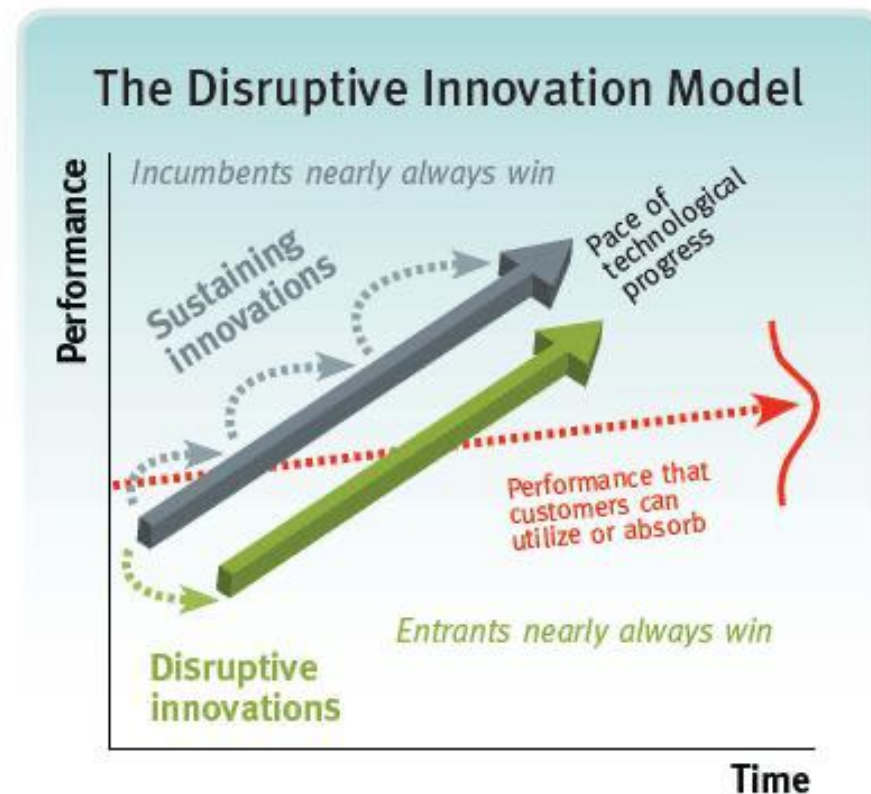 The Disruptive Innovation Model
Performance
Incumbents nearly always win
Sustaining
innovations
Pace of
technological
progress
Performance that
customers can
utilize or absorb
Entrants nearly always win
Disruptive
innovations
Time